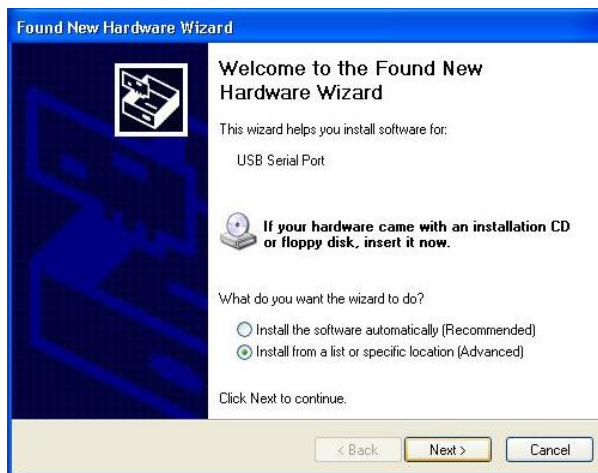 Found New Hardware Wizard
Welcome to the Found New
Hardware Wizard
This wizard helps you install software for:
USB Serial Port
If your hardware came with an installation CD
or floppy disk, insert it now.
What do you want the wizard to do?
Install the software automatically (Recommended)
Install from a list or specific location (Advanced)
Click Next to continue.
< Back
Next >
Cancel